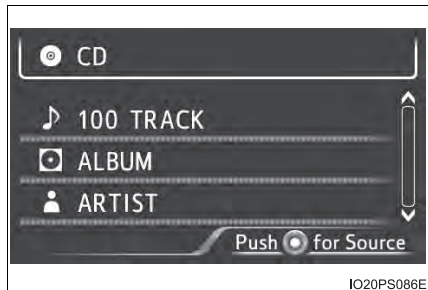 CD
100 TRACK
ALBUM
ARTIST
Push for Source
IO20PS086E